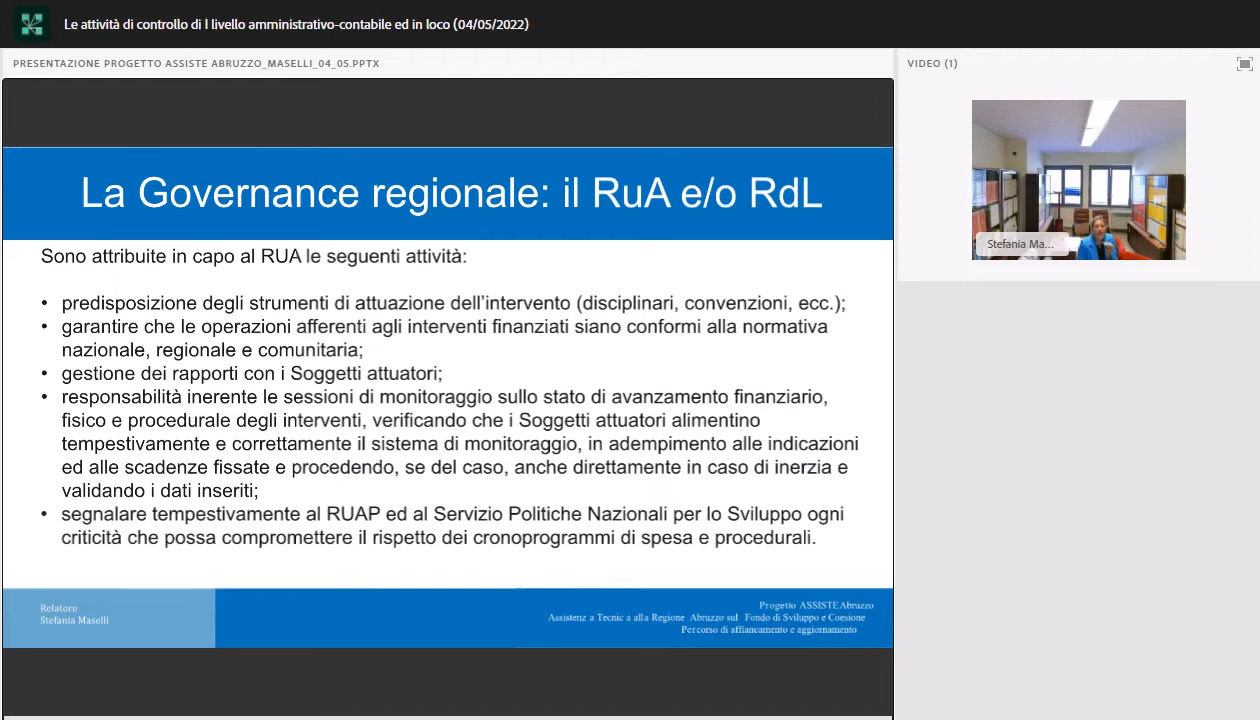 Le attività di controllo di I livello amministrativo-contabile ed in loco (04/05/2022)
PRESENTAZIONE PROGETTO ASSISTE ABRUZZO_MASELLI_04_05.PPTX
VIDEO (1)
Stefania Ma...
La Governance regionale: il RuA e/o RdL
Sono attribuite in capo al RUA le seguenti attività:
• predisposizione degli strumenti di attuazione dell'intervento (disciplinari, convenzioni, ecc.);
• garantire che le operazioni afferenti agli interventi finanziati siano conformi alla normativa
nazionale, regionale e comunitaria;
• gestione dei rapporti con i Soggetti attuatori;
• responsabilità inerente le sessioni di monitoraggio sullo stato di avanzamento finanziario,
fisico e procedurale degli interventi, verificando che i Soggetti attuatori alimentino
tempestivamente e correttamente il sistema di monitoraggio, in adempimento alle indicazioni
ed alle scadenze fissate e procedendo, se del caso, anche direttamente in caso di inerzia e
validando i dati inseriti;
• segnalare tempestivamente al RUAP ed al Servizio Politiche Nazionali per lo Sviluppo ogni
criticità che possa compromettere il rispetto dei cronoprogrammi di spesa e procedurali.
Relatore
Stefania Maselli
Progetto ASSISTE Abruzzo
Assistenz a Tecnic a alla Regione Abruzzo sul Fondo di Sviluppo e Coesione
Percorso di affiancamento e aggiornamento